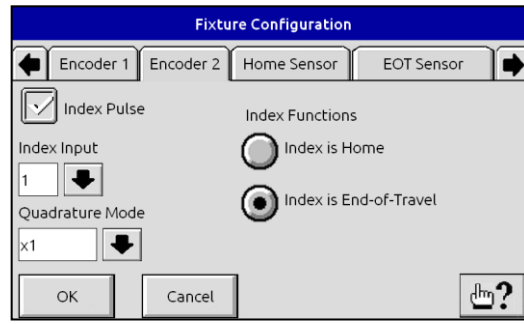 Fixture Configuration
Encoder 1 Encoder 2 Home Sensor EOT Sensor
Index Pulse
Index Functions
Index Input
Index is Home
1
Index is End-of-Travel
Quadrature Mode
x1
OK Cancel ?